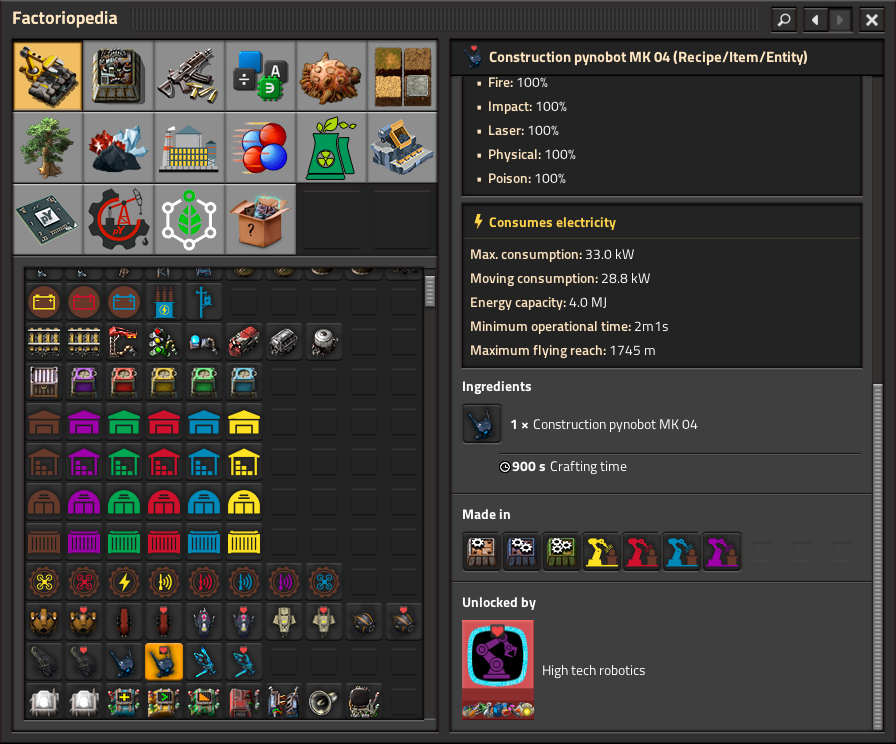 Factoriopedia
Construction pynobot MK 04 (Recipe/Item/Entity)
▪ Fire: 100%
▪ Impact: 100%
▪ Laser: 100%
▪ Physical: 100%
▪ Poison: 100%
Consumes electricity
Max. consumption: 33.0 kW
Moving consumption: 28.8 kW
Energy capacity: 4.0 MJ
Minimum operational time: 2m1s
Maximum flying reach: 1745 m
Ingredients
1 × Construction pynobot MK 04
900 s Crafting time
Made in
Unlocked by
High tech robotics